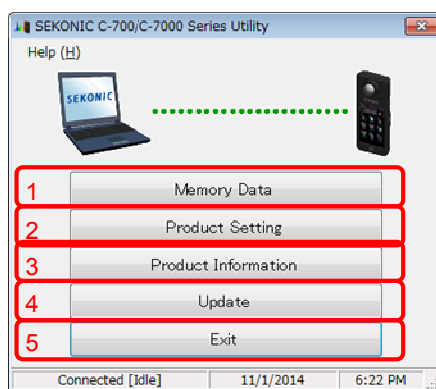 SEKONIC C-700/C-7000 Series Utility
Help (H)
SEKONIC
1 Memory Data
2 Product Setting
3 Product Information
4 Update
5 Exit
Connected [Idle] 11/1/2014 6:22 PM